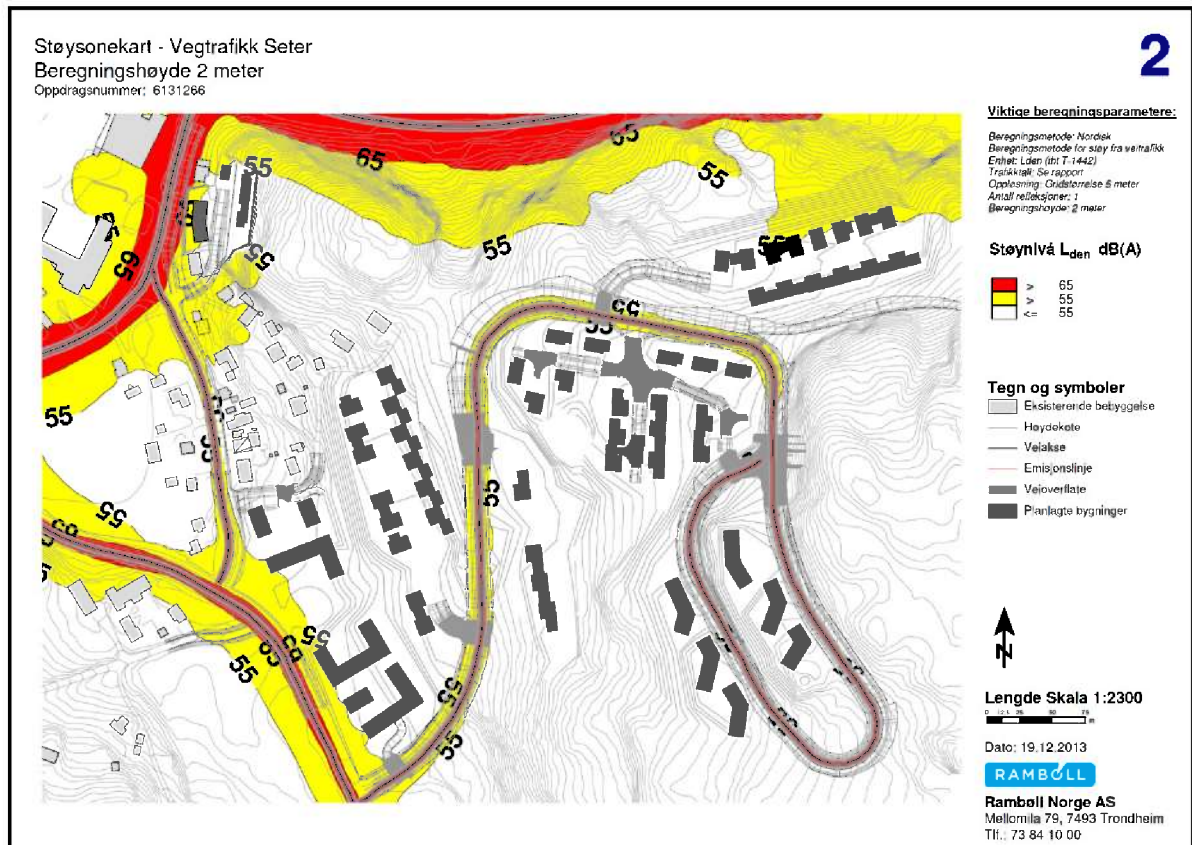 Støysonekart - Vegtrafikk Seter
Beregningshøyde 2 meter
Oppdragsnummer: 6131266
2
Viktige beregningsparametere:
Beregningsmetode: Nordisk
Beregningsmetode for støy fra veitrafikk
Enhet: Lden (iht T-1442)
Trafikktall: Se rapport
Oppløsning: Gridstørrelse 5 meter
Antall refleksjoner: 1
Beregningshøyde: 2 meter
Støynivå Lden dB(A)
> 65
> 55
<= 55
Tegn og symboler
Eksisterende bebyggelse
Høydekote
Veiakse
Emisjonslinje
Veioverflate
Planlagte bygninger
N
Lengde Skala 1:2300
m
Dato: 19.12.2013
RAMBOLL
Rambøll Norge AS
Mellomila 79, 7493 Trondheim
Tlf.: 73 84 10 00
65
65
55
55
55
55
65
55
55
55
55
55
55
55
55
55
55